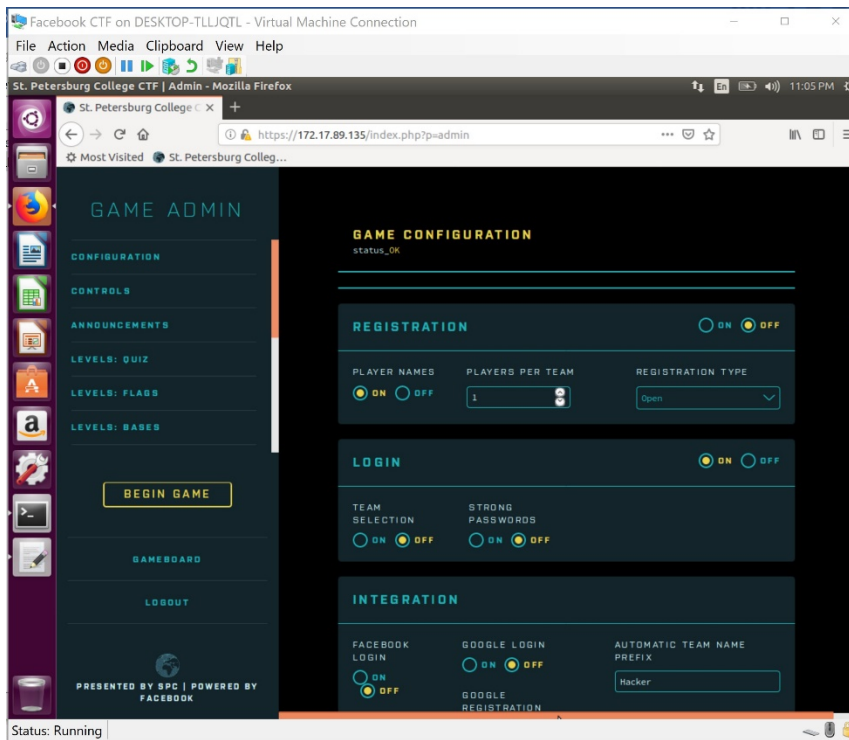 Facebook CTF on DESKTOP-TLLJQTL - Virtual Machine Connection
File Action Media Clipboard View Help
St. Petersburg College CTF | Admin - Mozilla Firefox
En
11:05 PM
St. Petersburg College C
https://172.17.89.135/index.php?p=admin
Most Visited
St. Petersburg Colleg...
GAME ADMIN
CONFIGURATION
CONTROLS
ANNOUNCEMENTS
LEVELS: QUIZ
LEVELS: FLAGS
LEVELS: BASES
BEGIN GAME
GAMEBOARD
LOGOUT
PRESENTED BY SPC | POWERED BY
FACEBOOK
GAME CONFIGURATION
status_OK
REGISTRATION
ON OFF
PLAYER NAMES
ON OFF
PLAYERS PER TEAM
1
REGISTRATION TYPE
Open
LOGIN
ON OFF
TEAM
SELECTION
ON OFF
STRONG
PASSWORDS
ON OFF
INTEGRATION
FACEBOOK
LOGIN
ON
OFF
GOOGLE LOGIN
ON OFF
GOOGLE
REGISTRATION
AUTOMATIC TEAM NAME
PREFIX
Hacker
Status: Running